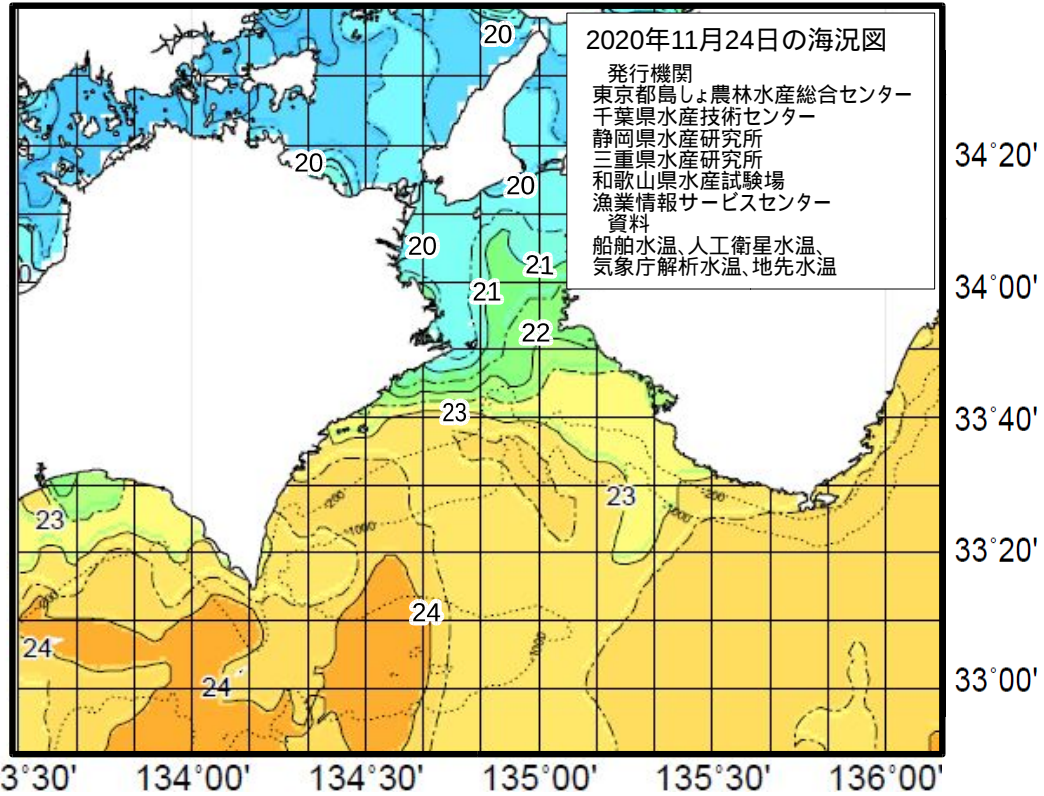 2020年11月24日の海況図
発行機関
東京都島しょ農林水産総合センター
千葉県水産技術センター
静岡県水産研究所
三重県水産研究所
和歌山県水産試験場
漁業情報サービスセンター
資料
船舶水温、人工衛星水温、
気象庁解析水温、地先水温
20
20
20
20
21
21
22
23
23
23
24
24
24
200
1000
200
1000
34°20'
34°00'
33°40'
33°20'
33°00'
3°30'
134°00'
134°30'
135°00'
135°30'
136°00'